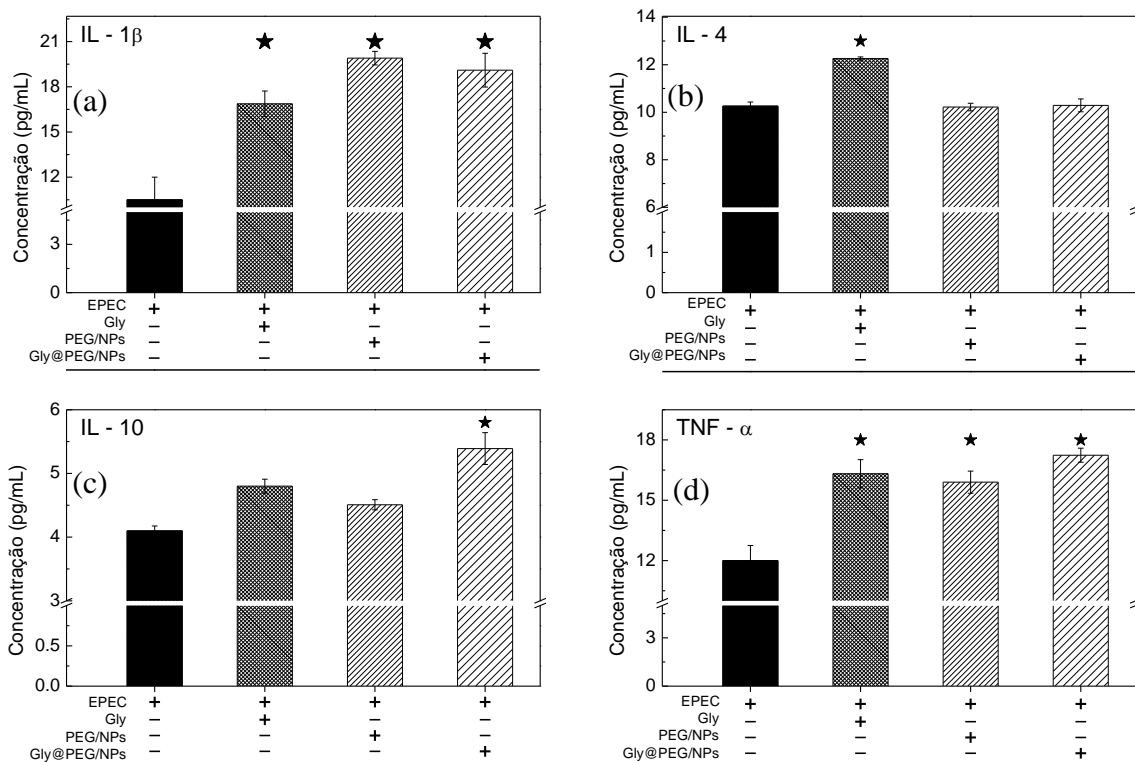 IL - 1β
(a)
Concentração (pg/mL)
21
18
15
12
3
0
EPEC + + + +
Gly – + – –
PEG/NPs – – + –
Gly@PEG/NPs – – – +
IL - 4
(b)
Concentração (pg/mL)
14
12
10
8
6
2
1
0
EPEC + + + +
Gly – + – –
PEG/NPs – – + –
Gly@PEG/NPs – – – +
IL - 10
(c)
Concentração (pg/mL)
6
5
4
3
0.5
0.0
EPEC + + + +
Gly – + – –
PEG/NPs – – + –
Gly@PEG/NPs – – – +
TNF - α
(d)
Concentração (pg/mL)
18
15
12
3
0
EPEC + + + +
Gly – + – –
PEG/NPs – – + –
Gly@PEG/NPs – – – +